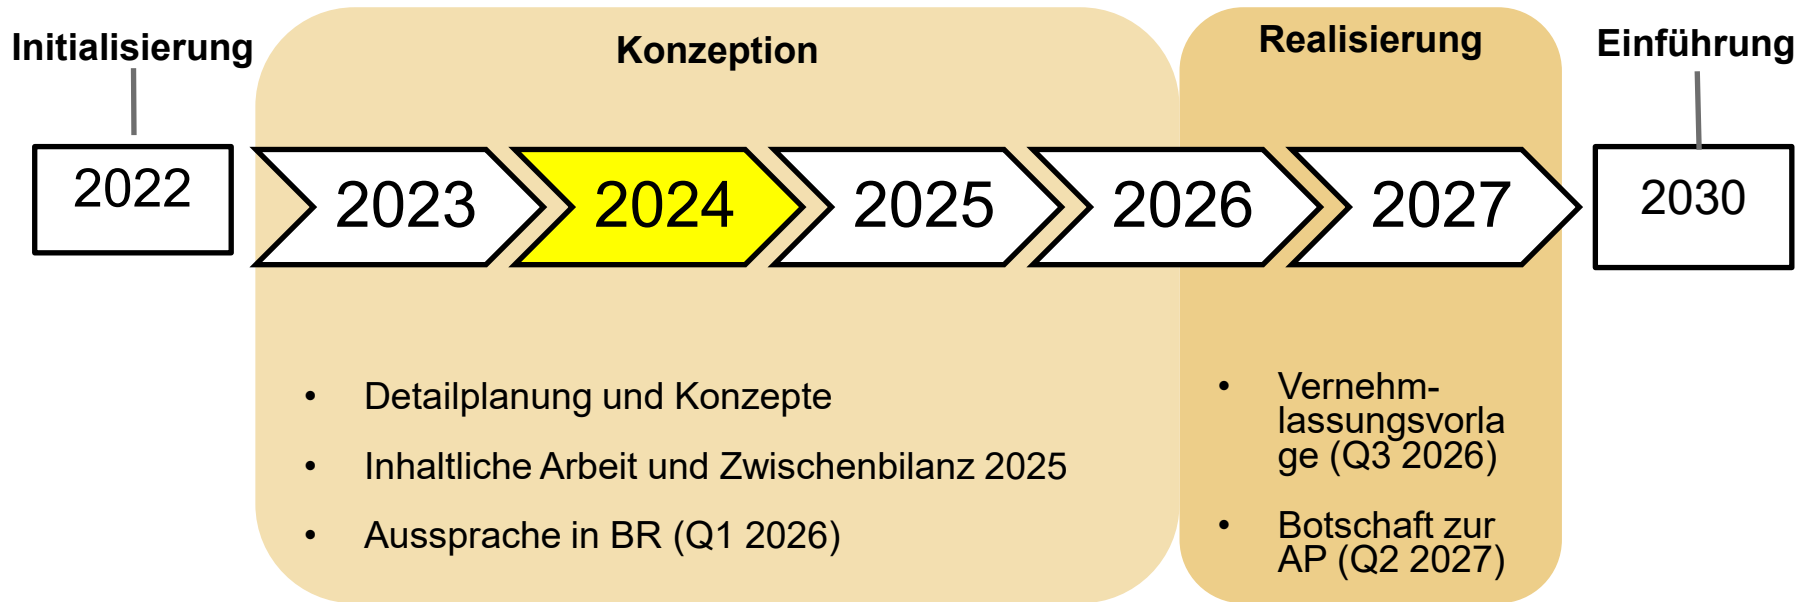 Initialisierung
Konzeption
Realisierung
Einführung
2022
2023
2024
2025
2026
2027
2030
• Detailplanung und Konzepte
• Inhaltliche Arbeit und Zwischenbilanz 2025
• Aussprache in BR (Q1 2026)
• Vernehm-
lassungsvorla
ge (Q3 2026)
• Botschaft zur
AP (Q2 2027)